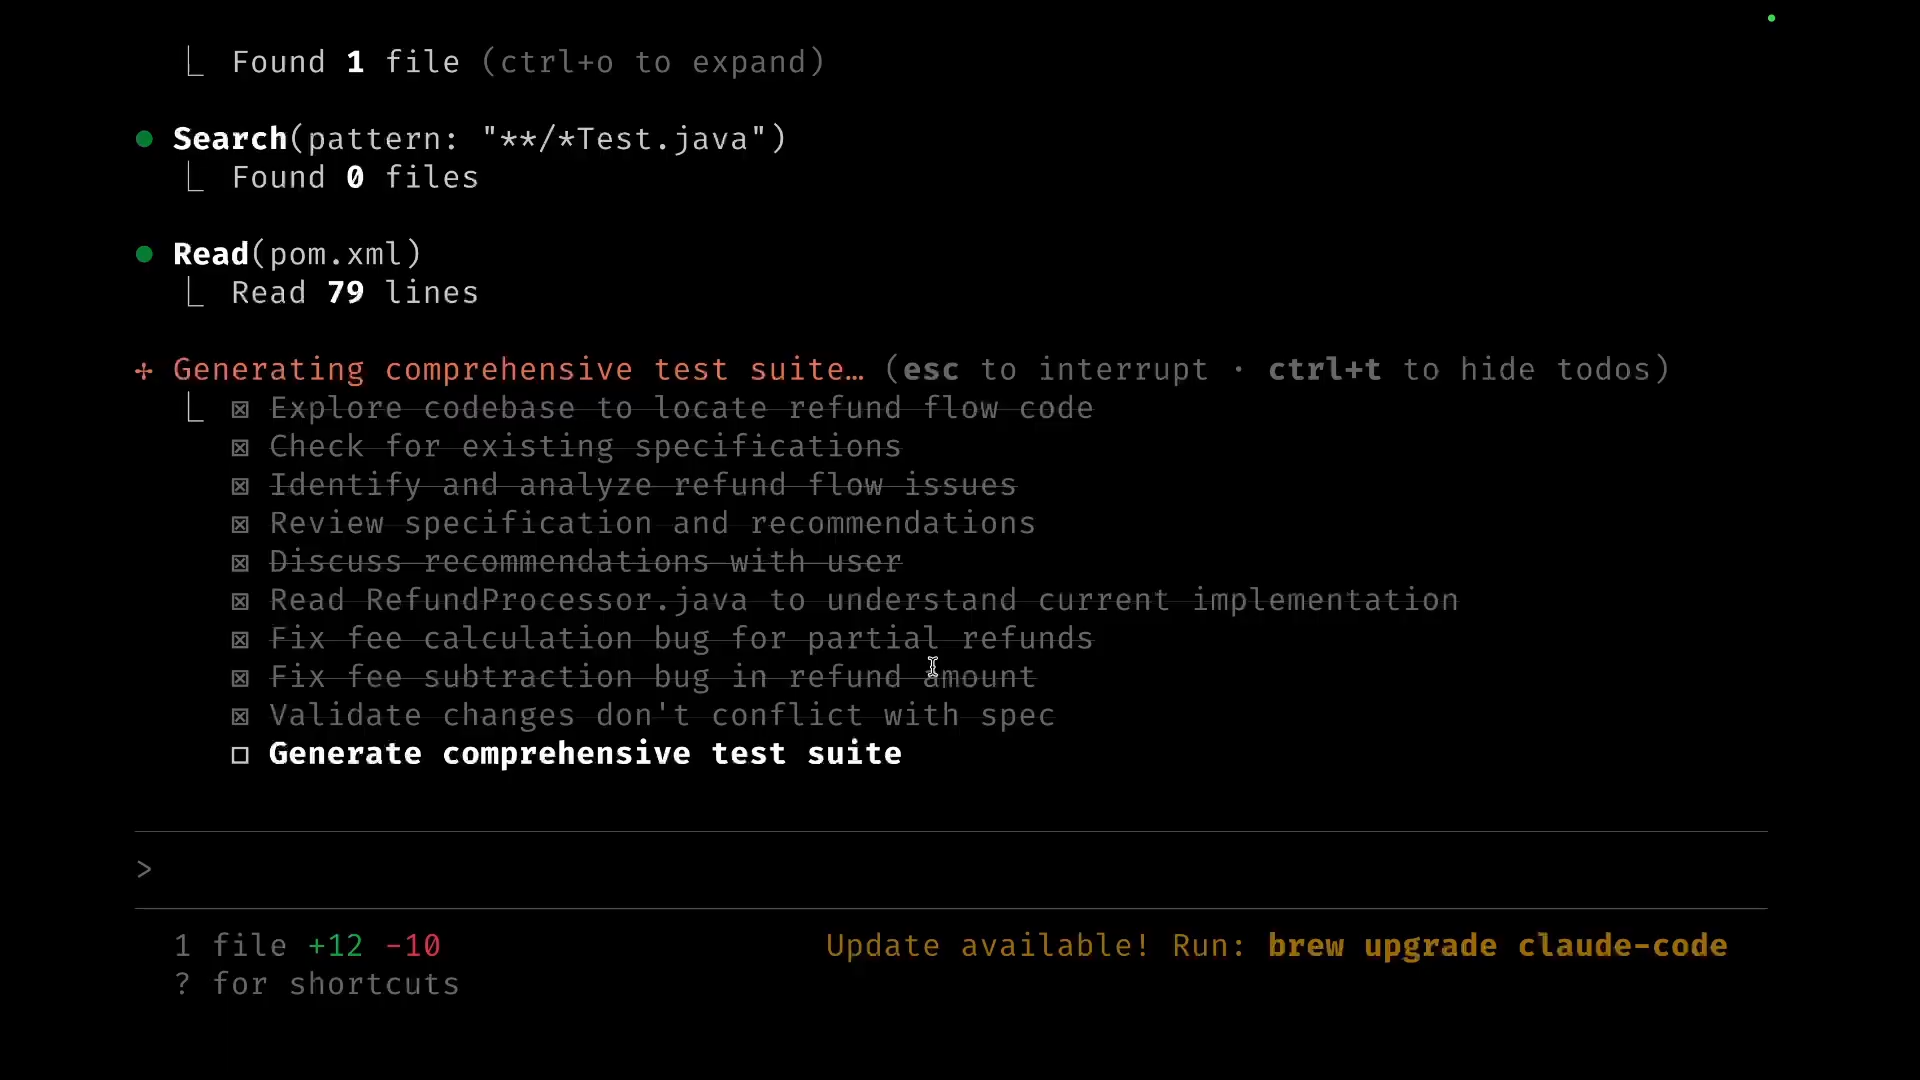 ⎿ Found 1 file (ctrl+o to expand)
● Search(pattern: "**/*Test.java")
⎿ Found 0 files
● Read(pom.xml)
⎿ Read 79 lines
✢ Generating comprehensive test suite… (esc to interrupt · ctrl+t to hide todos)
⎿ ☒ Explore codebase to locate refund flow code
☒ Check for existing specifications
☒ Identify and analyze refund flow issues
☒ Review specification and recommendations
☒ Discuss recommendations with user
☒ Read RefundProcessor.java to understand current implementation
☒ Fix fee calculation bug for partial refunds
☒ Fix fee subtraction bug in refund amount
☒ Validate changes don't conflict with spec
☐ Generate comprehensive test suite
>
1 file +12 -10 Update available! Run: brew upgrade claude-code
? for shortcuts